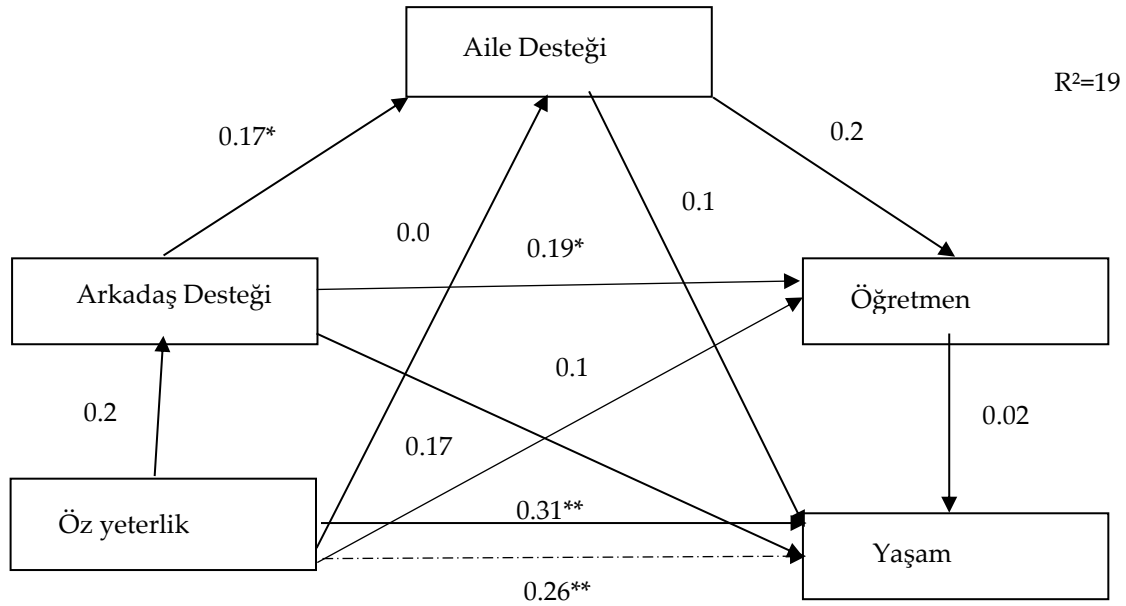 Aile Desteği
R²=19
0.17*
0.2
0.0
0.1
0.19*
Arkadaş Desteği
Öğretmen
0.1
0.2
0.02
0.17
Öz yeterlik
0.31**
Yaşam
0.26**